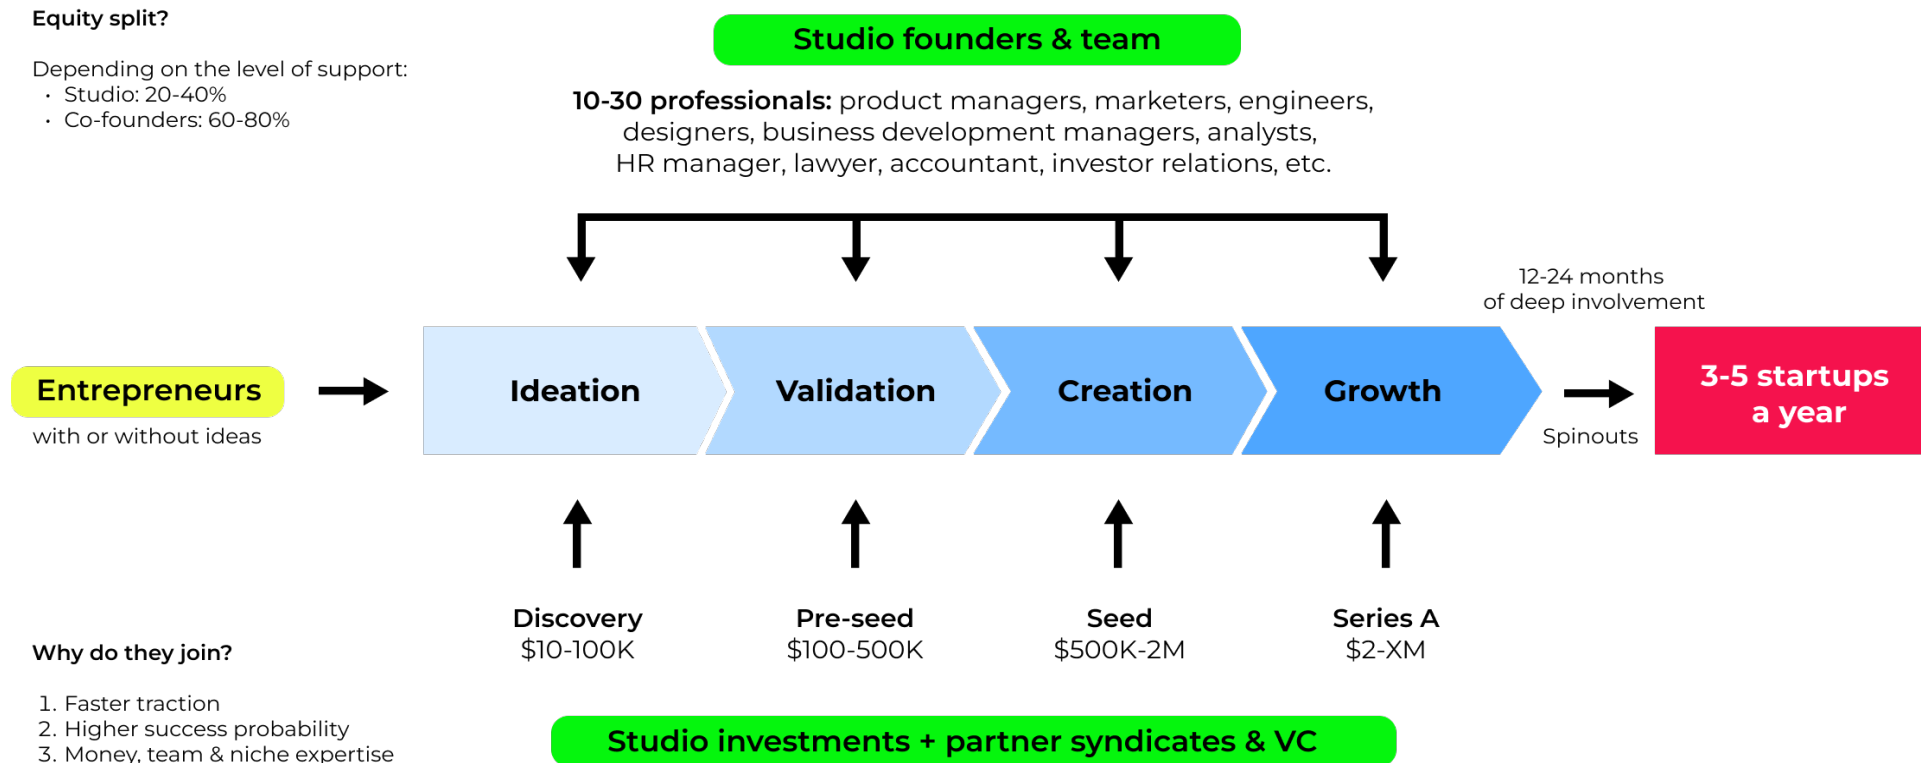 Equity split?
Depending on the level of support:
• Studio: 20-40%
• Co-founders: 60-80%
Studio founders & team
10-30 professionals: product managers, marketers, engineers,
designers, business development managers, analysts,
HR manager, lawyer, accountant, investor relations, etc.
Entrepreneurs
with or without ideas
Ideation
Validation
Creation
Growth
12-24 months
of deep involvement
Spinouts
3-5 startups
a year
Discovery
$10-100K
Pre-seed
$100-500K
Seed
$500K-2M
Series A
$2-XM
Why do they join?
1. Faster traction
2. Higher success probability
3. Money, team & niche expertise
Studio investments + partner syndicates & VC